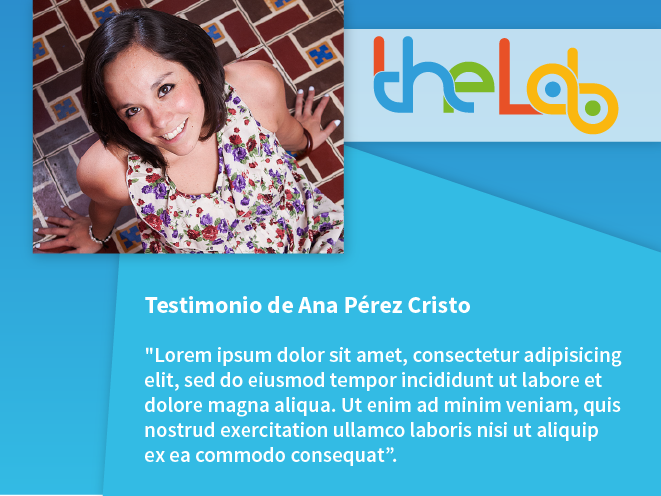 theLab
Testimonio de Ana Pérez Cristo
"Lorem ipsum dolor sit amet, consectetur adipisicing
elit, sed do eiusmod tempor incididunt ut labore et
dolore magna aliqua. Ut enim ad minim veniam, quis
nostrud exercitation ullamco laboris nisi ut aliquip
ex ea commodo consequat”.